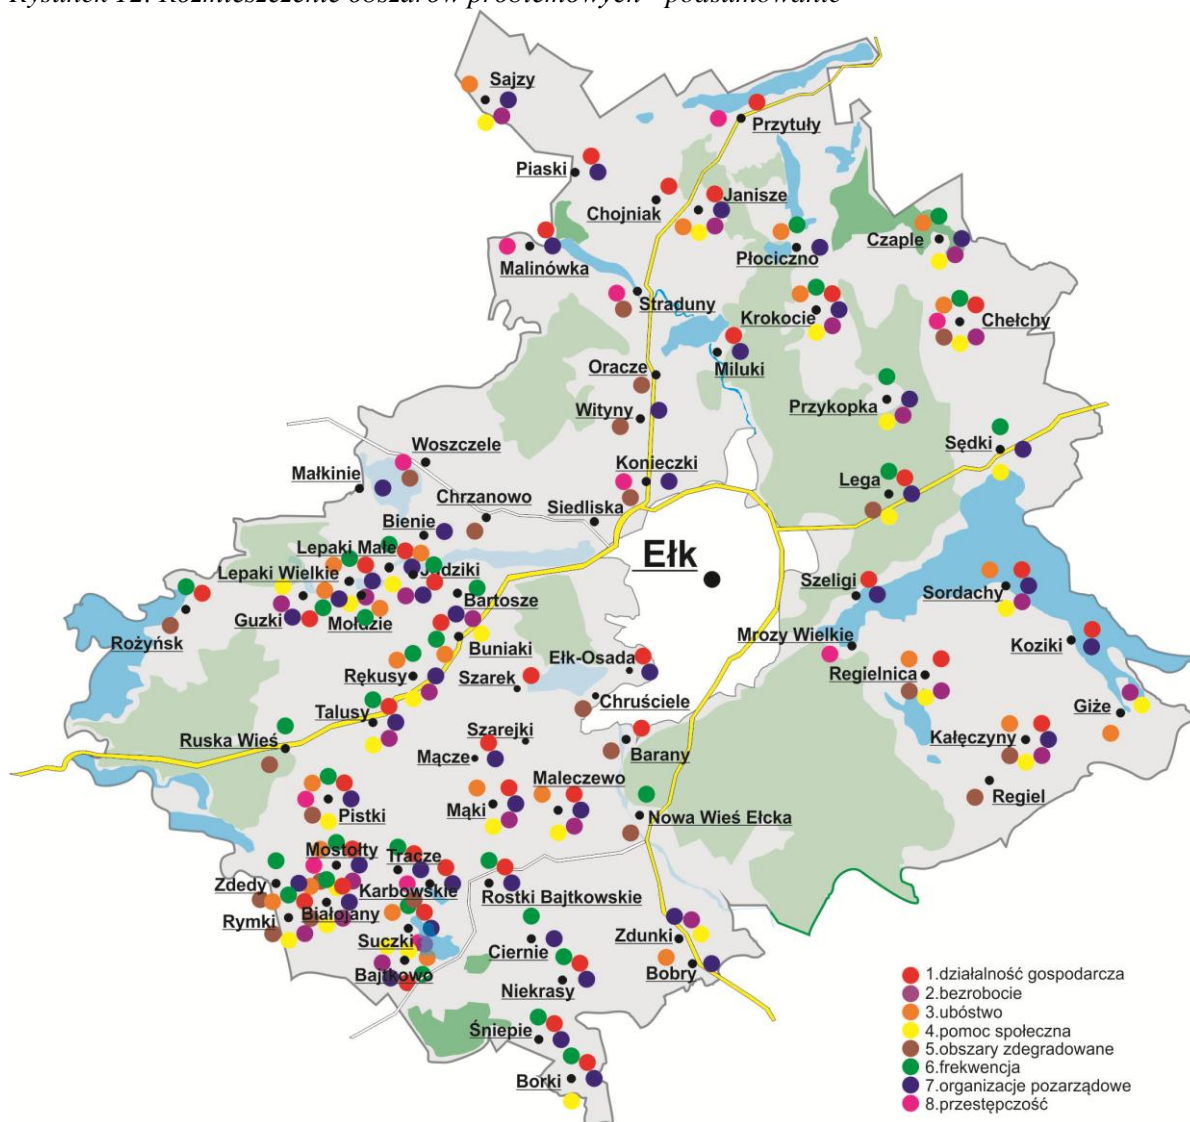 Rysunek 12. Rozmieszczenie obszarów problemowych - podsumowanie
Sajzy
Przytuły
Piaski
Chojniak
Janisze
Malinówka
Płociczno
Czaple
Straduny
Krokocie
Chełchy
Oracze
Miluki
Wityny
Przykopka
Woszczele
Sędki
Małkinie
Konieczki
Lega
Chrzanowo
Siedliska
Bienie
Lepaki Małe
Judziki
Ełk
Lepaki Wielkie
Szeligi
Sordachy
Bartosze
Guzki
Mołdzie
Rożyńsk
Mrozy Wielkie
Koziki
Buniaki
Ełk-Osada
Rękusy
Szarek
Regielnica
Chruściele
Giże
Talusy
Ruska Wieś
Szarejki
Barany
Kałęczyny
Mącze
Maleczewo
Regiel
Pistki
Mąki
Nowa Wieś Ełcka
Mostołty
Tracze
Zdedy
Karbowskie
Rostki Bajtkowskie
Rymki
Białojany
Suczki
Ciernie
Zdunki
Bajtkowo
Bobry
Niekrasy
Śniepie
Borki
1.działalność gospodarcza
2.bezrobocie
3.ubóstwo
4.pomoc społeczna
5.obszary zdegradowane
6.frekwencja
7.organizacje pozarządowe
8.przestępczość